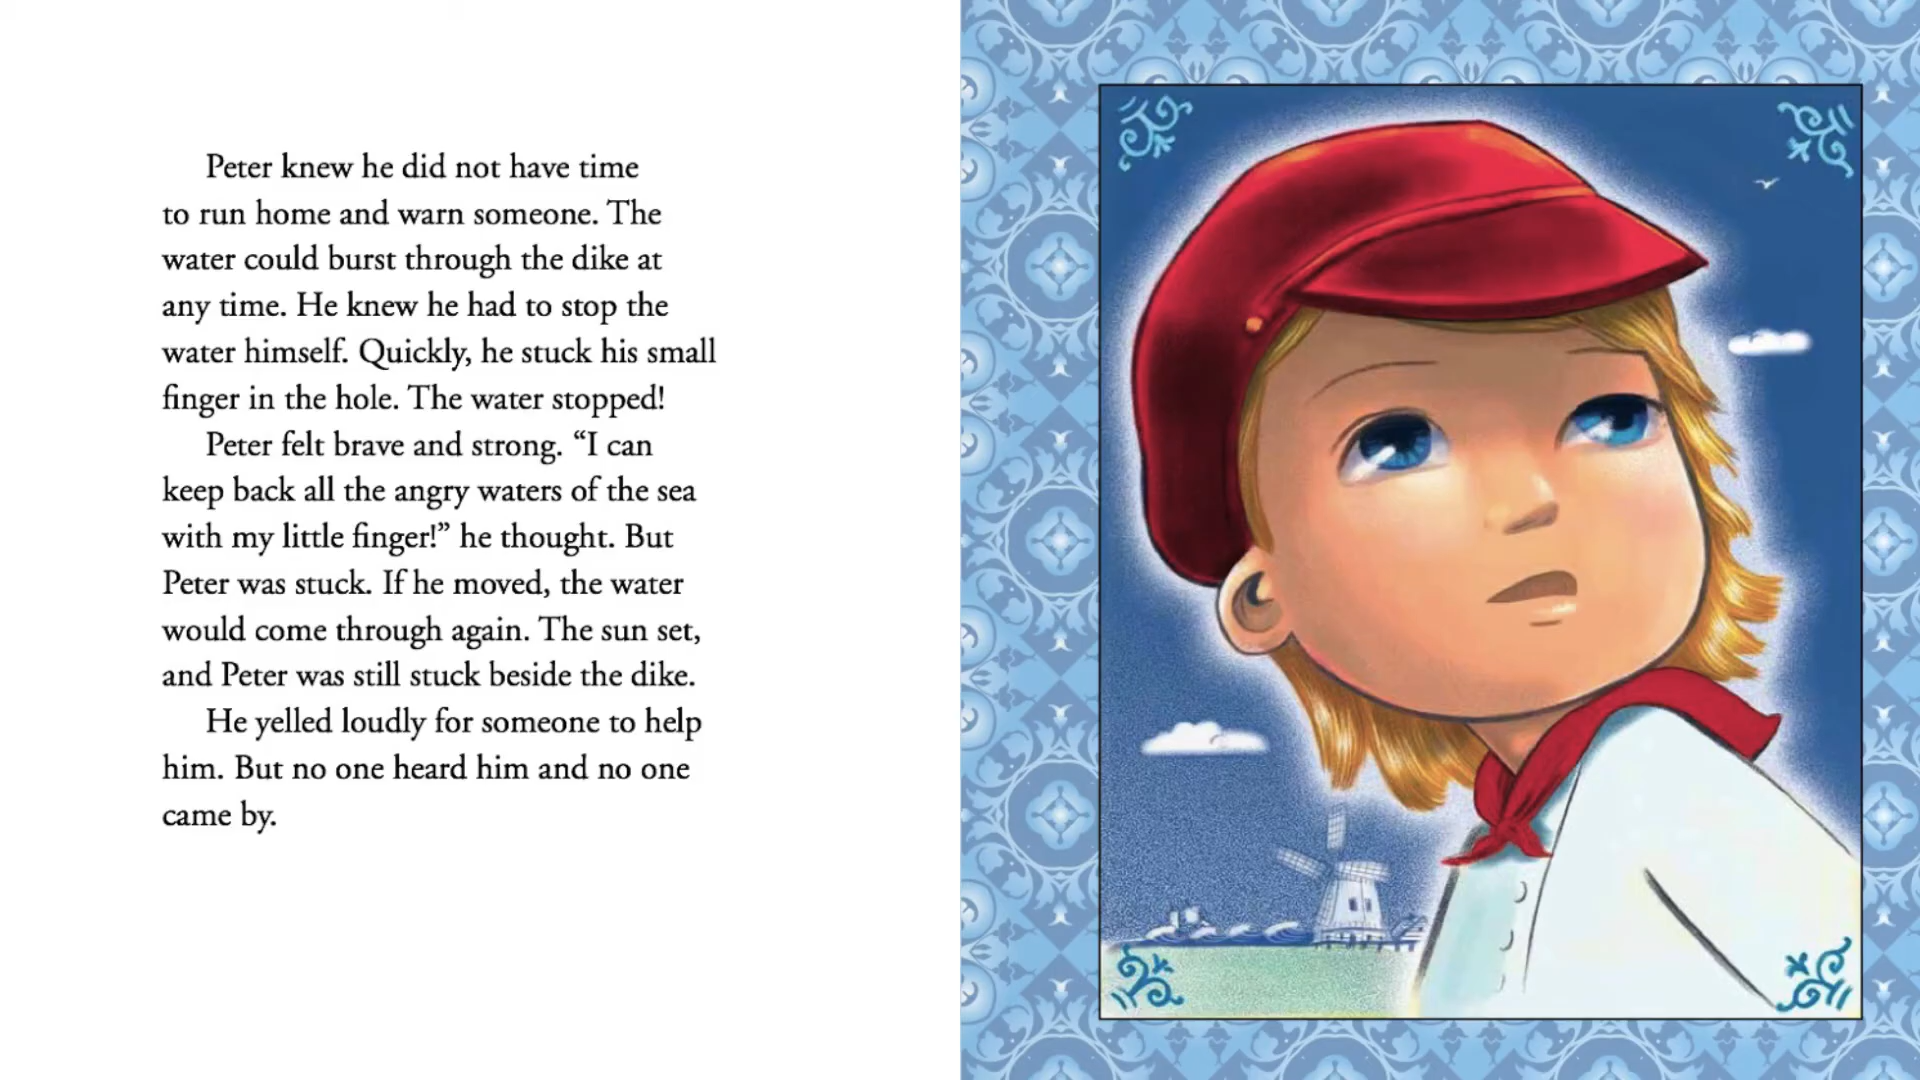 Peter knew he did not have time
to run home and warn someone. The
water could burst through the dike at
any time. He knew he had to stop the
water himself. Quickly, he stuck his small
finger in the hole. The water stopped!
Peter felt brave and strong. “I can
keep back all the angry waters of the sea
with my little finger!” he thought. But
Peter was stuck. If he moved, the water
would come through again. The sun set,
and Peter was still stuck beside the dike.
He yelled loudly for someone to help
him. But no one heard him and no one
came by.